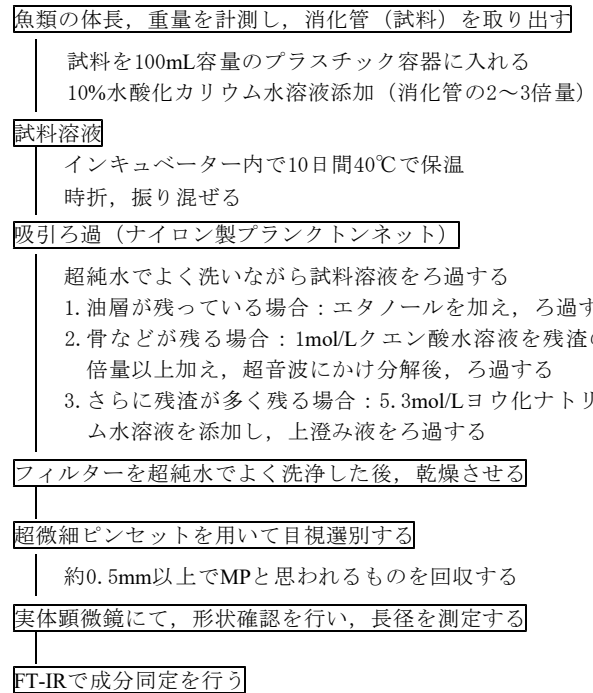 魚類の体長，重量を計測し，消化管（試料）を取り出す
試料を100mL容量のプラスチック容器に入れる
10%水酸化カリウム水溶液添加（消化管の2～3倍量）
試料溶液
インキュベーター内で10日間40℃で保温
時折，振り混ぜる
吸引ろ過（ナイロン製プランクトンネット）
超純水でよく洗いながら試料溶液をろ過する
1. 油層が残っている場合：エタノールを加え，ろ過す
2. 骨などが残る場合：1mol/Lクエン酸水溶液を残渣の
倍量以上加え，超音波にかけ分解後，ろ過する
3. さらに残渣が多く残る場合：5.3mol/Lヨウ化ナトリ
ム水溶液を添加し，上澄み液をろ過する
フィルターを超純水でよく洗浄した後，乾燥させる
超微細ピンセットを用いて目視選別する
約0.5mm以上でMPと思われるものを回収する
実体顕微鏡にて，形状確認を行い，長径を測定する
FT-IRで成分同定を行う